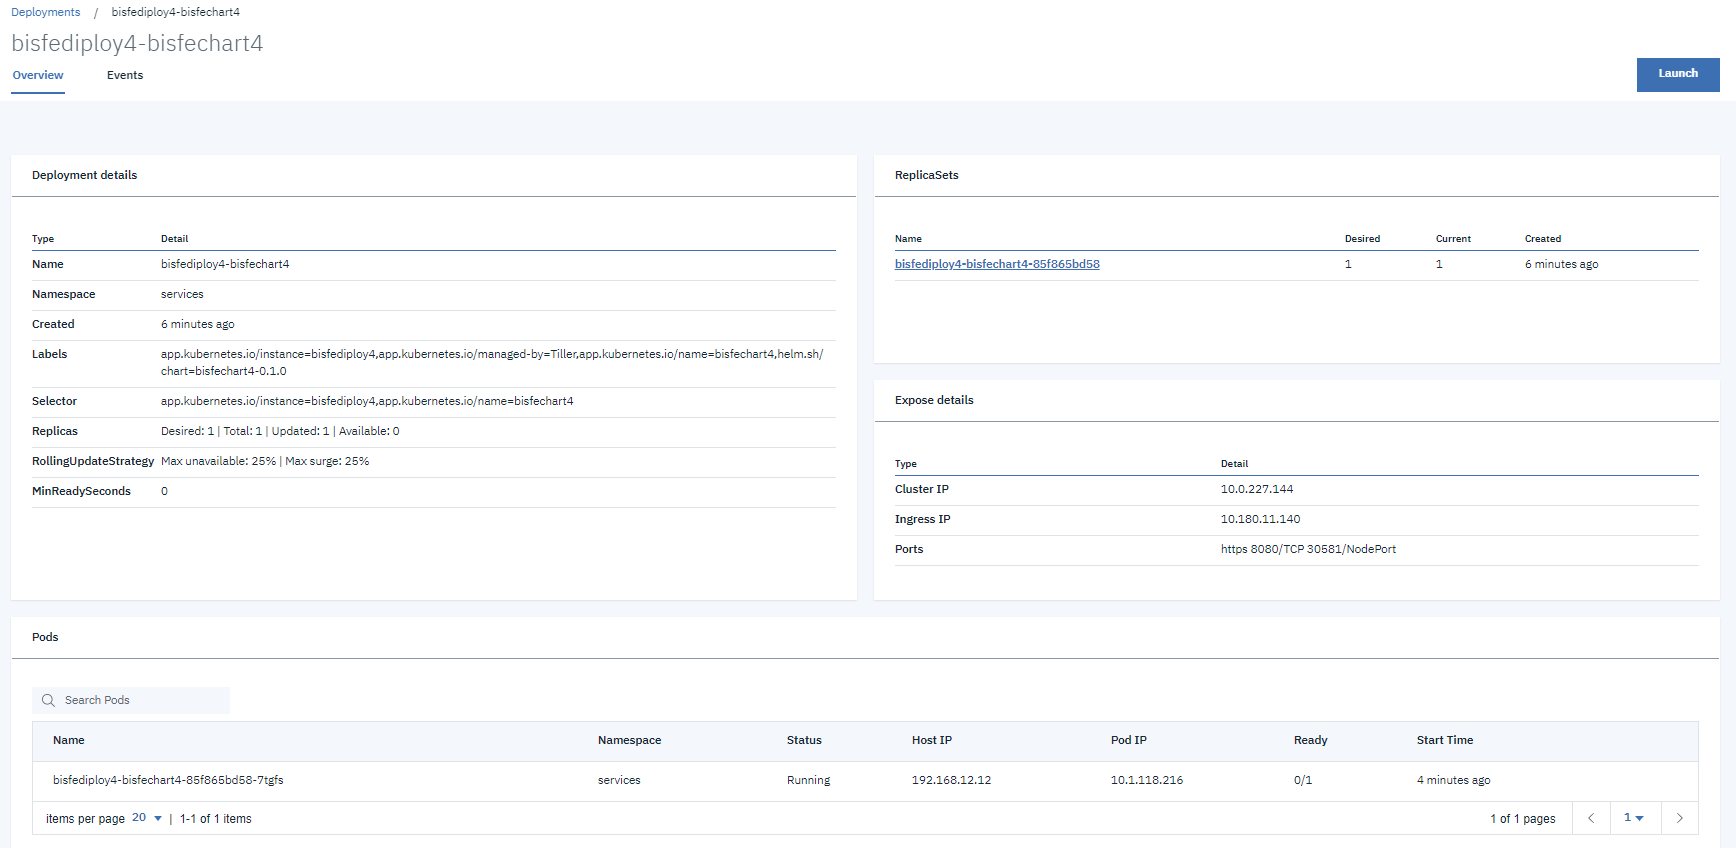 Deployments / bisfediploy4-bisfechart4
bisfediploy4-bisfechart4
Overview Events
Launch
Deployment details
Type Detail
Name bisfediploy4-bisfechart4
Namespace services
Created 6 minutes ago
Labels app.kubernetes.io/instance=bisfediploy4,app.kubernetes.io/managed-by=Tiller,app.kubernetes.io/name=bisfechart4,helm.sh/
chart=bisfechart4-0.1.0
Selector app.kubernetes.io/instance=bisfediploy4,app.kubernetes.io/name=bisfechart4
Replicas Desired: 1 | Total: 1 | Updated: 1 | Available: 0
RollingUpdateStrategy Max unavailable: 25% | Max surge: 25%
MinReadySeconds 0
ReplicaSets
Name Desired Current Created
bisfediploy4-bisfechart4-85f865bd58 1 1 6 minutes ago
Expose details
Type Detail
Cluster IP 10.0.227.144
Ingress IP 10.180.11.140
Ports https 8080/TCP 30581/NodePort
Pods
Search Pods
Name Namespace Status Host IP Pod IP Ready Start Time
bisfediploy4-bisfechart4-85f865bd58-7tgfs services Running 192.168.12.12 10.1.118.216 0/1 4 minutes ago
items per page 20 | 1-1 of 1 items 1 of 1 pages 1